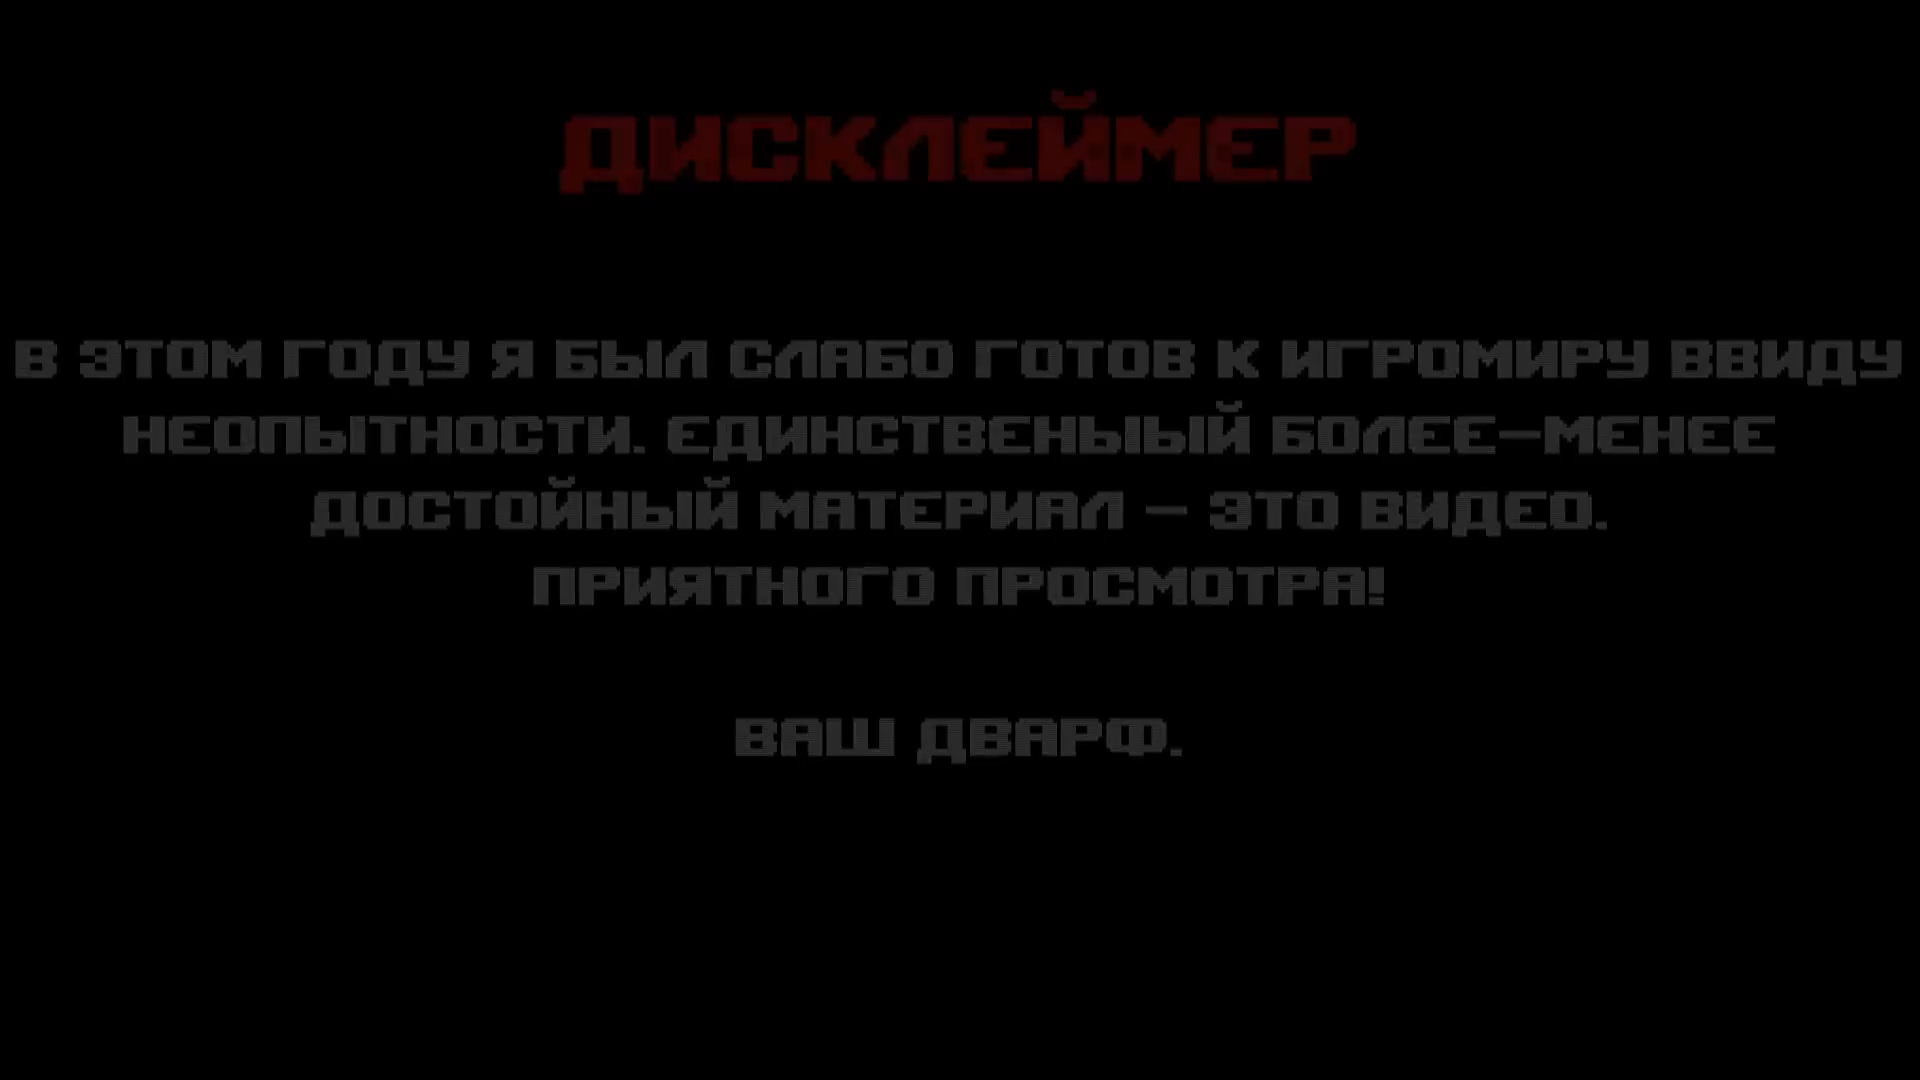 ДИСКЛЕЙМЕР
В ЭТОМ ГОДУ Я БЫЛ СЛАБО ГОТОВ К ИГРОМИРУ ВВИДУ
НЕОПЫТНОСТИ. ЕДИНСТВЕНЫЫЙ БОЛЕЕ-МЕНЕЕ
ДОСТОЙНЫЙ МАТЕРИАЛ - ЭТО ВИДЕО.
ПРИЯТНОГО ПРОСМОТРА!
ВАШ ДВАРФ.